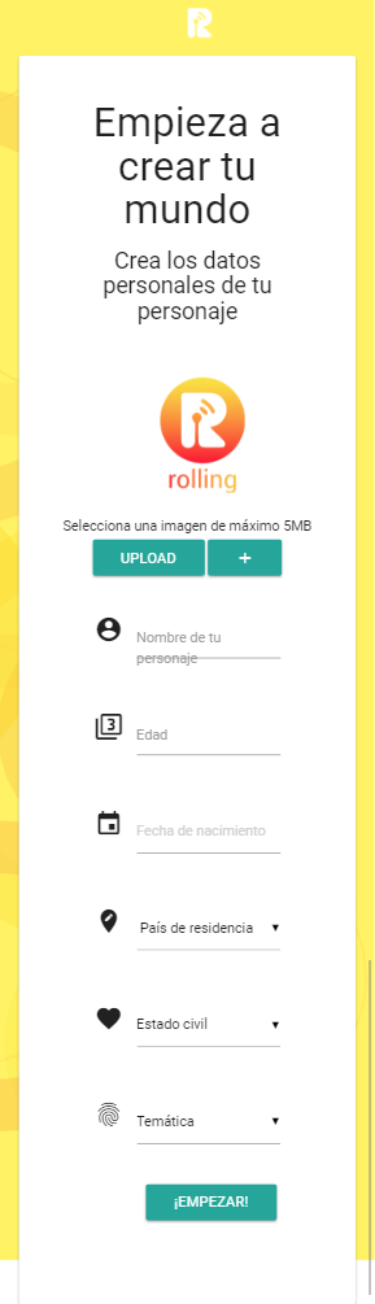 R
Empieza a
crear tu
mundo
Crea los datos
personales de tu
personaje
R
rolling
Selecciona una imagen de máximo 5MB
UPLOAD
+
Nombre de tu
personaje
3
Edad
Fecha de nacimiento
País de residencia
Estado civil
Temática
¡EMPEZAR!